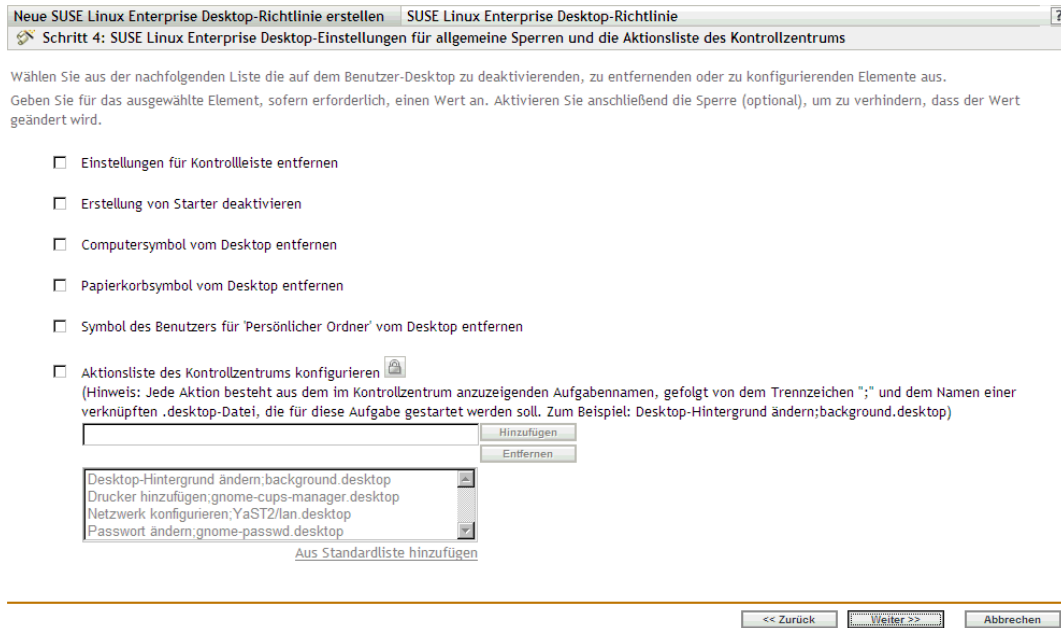 Neue SUSE Linux Enterprise Desktop-Richtlinie erstellen SUSE Linux Enterprise Desktop-Richtlinie ?
Schritt 4: SUSE Linux Enterprise Desktop-Einstellungen für allgemeine Sperren und die Aktionsliste des Kontrollzentrums
Wählen Sie aus der nachfolgenden Liste die auf dem Benutzer-Desktop zu deaktivierenden, zu entfernenden oder zu konfigurierenden Elemente aus.
Geben Sie für das ausgewählte Element, sofern erforderlich, einen Wert an. Aktivieren Sie anschließend die Sperre (optional), um zu verhindern, dass der Wert
geändert wird.
Einstellungen für Kontrollleiste entfernen
Erstellung von Starter deaktivieren
Computersymbol vom Desktop entfernen
Papierkorbsymbol vom Desktop entfernen
Symbol des Benutzers für 'Persönlicher Ordner' vom Desktop entfernen
Aktionsliste des Kontrollzentrums konfigurieren
(Hinweis: Jede Aktion besteht aus dem im Kontrollzentrum anzuzeigenden Aufgabennamen, gefolgt von dem Trennzeichen ";" und dem Namen einer
verknüpften .desktop-Datei, die für diese Aufgabe gestartet werden soll. Zum Beispiel: Desktop-Hintergrund ändern;background.desktop)
Hinzufügen
Entfernen
Desktop-Hintergrund ändern;background.desktop
Drucker hinzufügen;gnome-cups-manager.desktop
Netzwerk konfigurieren;YaST2/lan.desktop
Passwort ändern;gnome-passwd.desktop
Aus Standardliste hinzufügen
<< Zurück Weiter >> Abbrechen